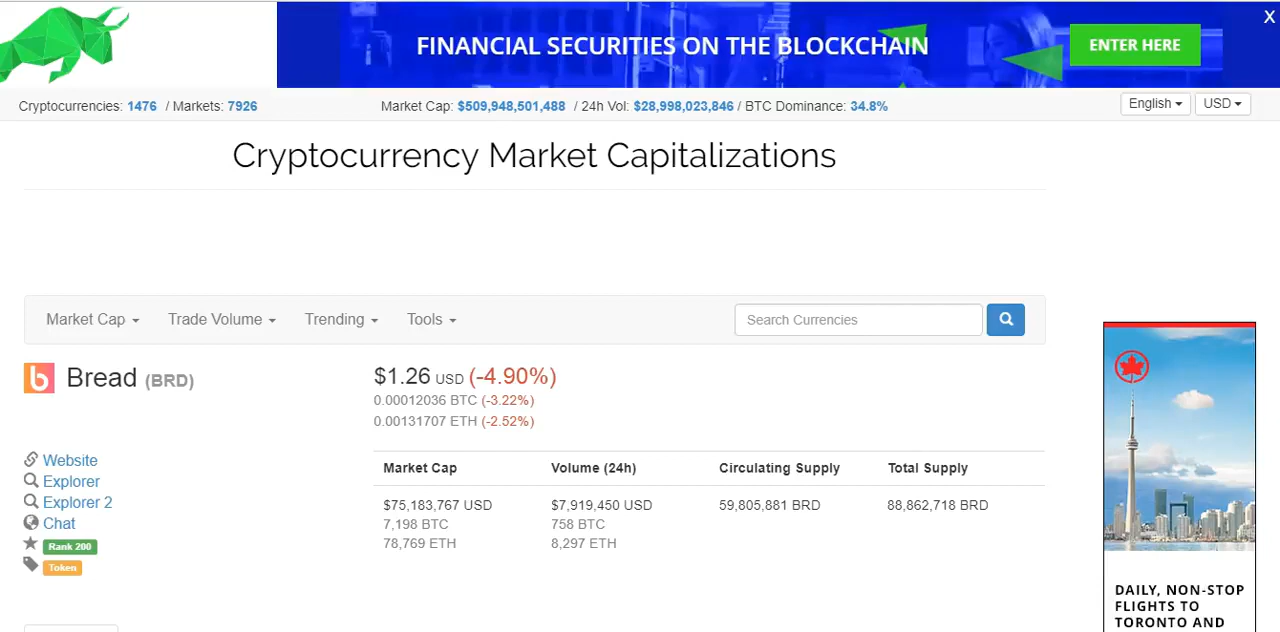 FINANCIAL SECURITIES ON THE BLOCKCHAIN
ENTER HERE
X
Cryptocurrencies: 1476 / Markets: 7926
Market Cap: $509,948,501,488 / 24h Vol: $28,998,023,846 / BTC Dominance: 34.8%
English
USD
Cryptocurrency Market Capitalizations
Market Cap
Trade Volume
Trending
Tools
Search Currencies
b
Bread (BRD)
$1.26 USD (-4.90%)
0.00012036 BTC (-3.22%)
0.00131707 ETH (-2.52%)
Website
Explorer
Explorer 2
Chat
Rank 200
Token
Market Cap Volume (24h) Circulating Supply Total Supply
$75,183,767 USD $7,919,450 USD 59,805,881 BRD 88,862,718 BRD
7,198 BTC 758 BTC
78,769 ETH 8,297 ETH
DAILY, NON-STOP
FLIGHTS TO
TORONTO AND